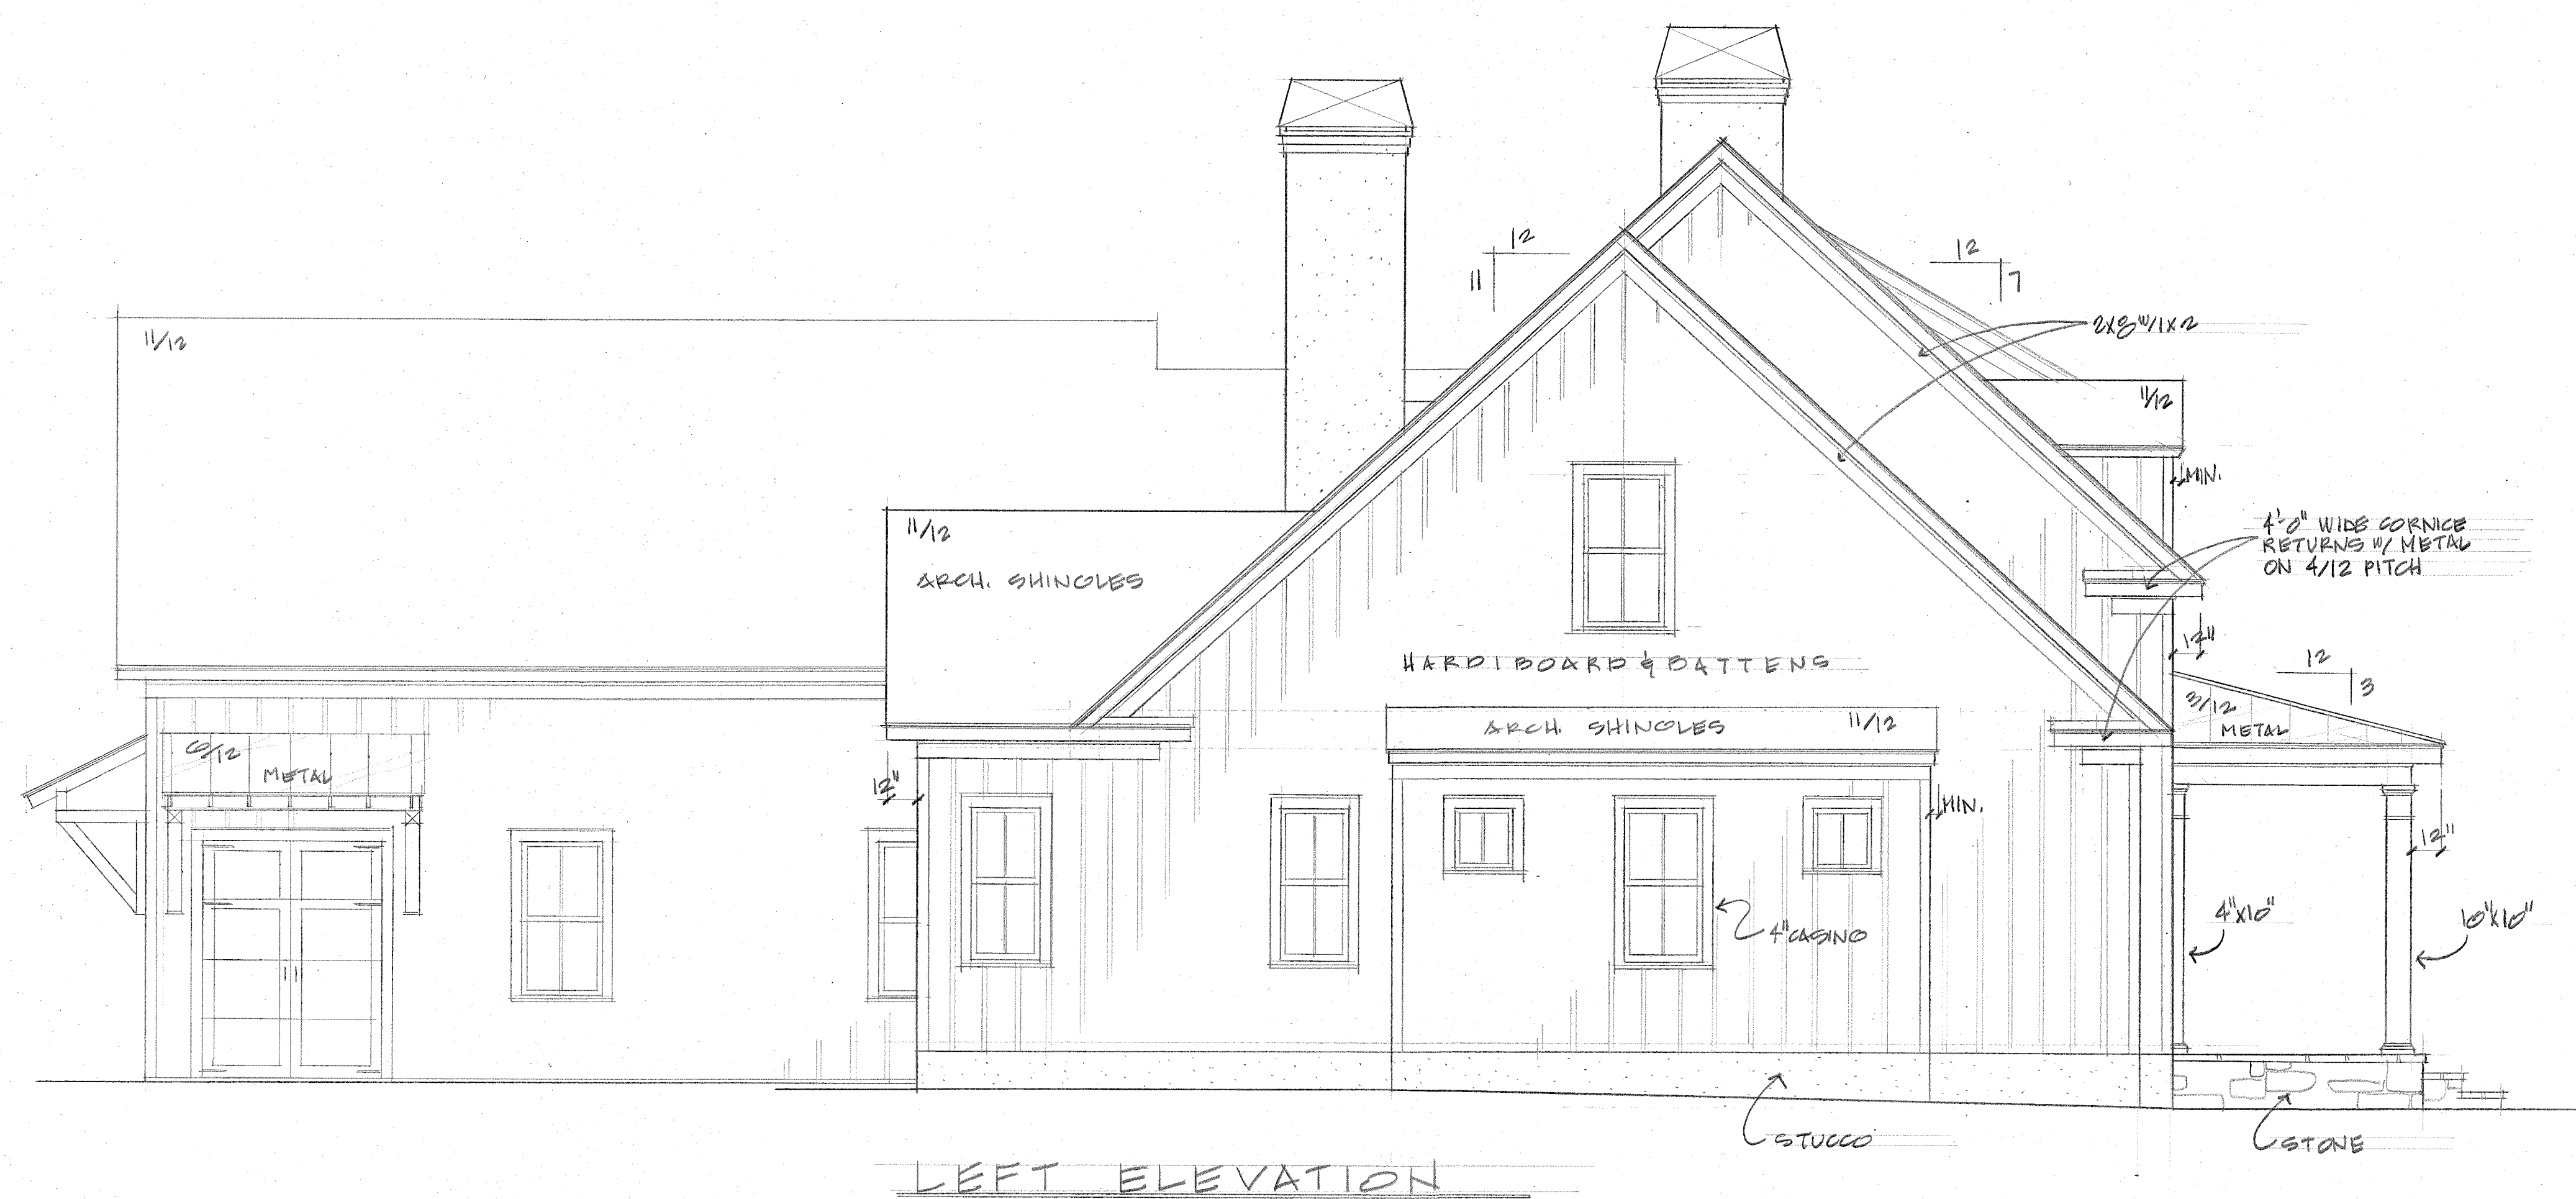 12
11
12
7
11/12
2x8 w/1x2
11/12
MIN.
11/12
4'-0" WIDE CORNICE
RETURNS w/ METAL
ON 4/12 PITCH
ARCH. SHINGLES
12"
12
3
HARDIBOARD & BATTENS
3/12
METAL
ARCH. SHINGLES 11/12
6/12
METAL
12"
MIN.
12"
4"x10"
10"x10"
4" CASING
STUCCO
STONE
LEFT ELEVATION